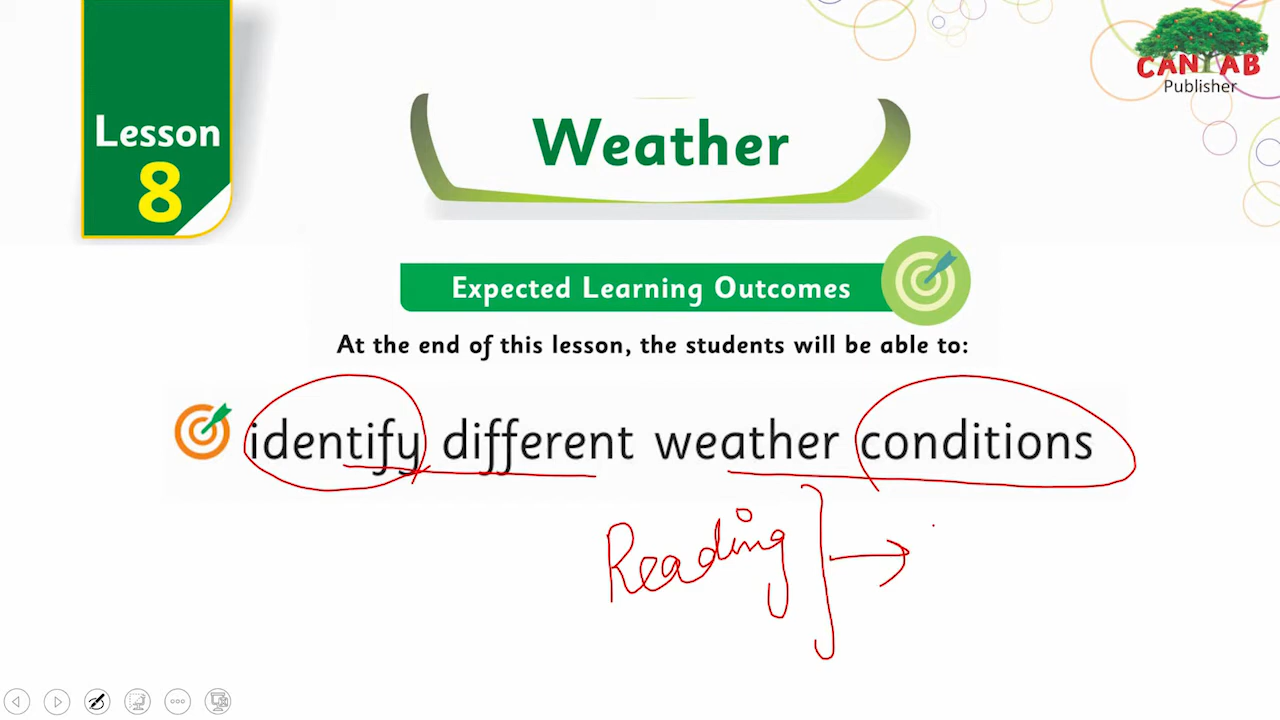 CANTAB
Publisher
Lesson
8
Weather
Expected Learning Outcomes
At the end of this lesson, the students will be able to:
identify different weather conditions
Reading